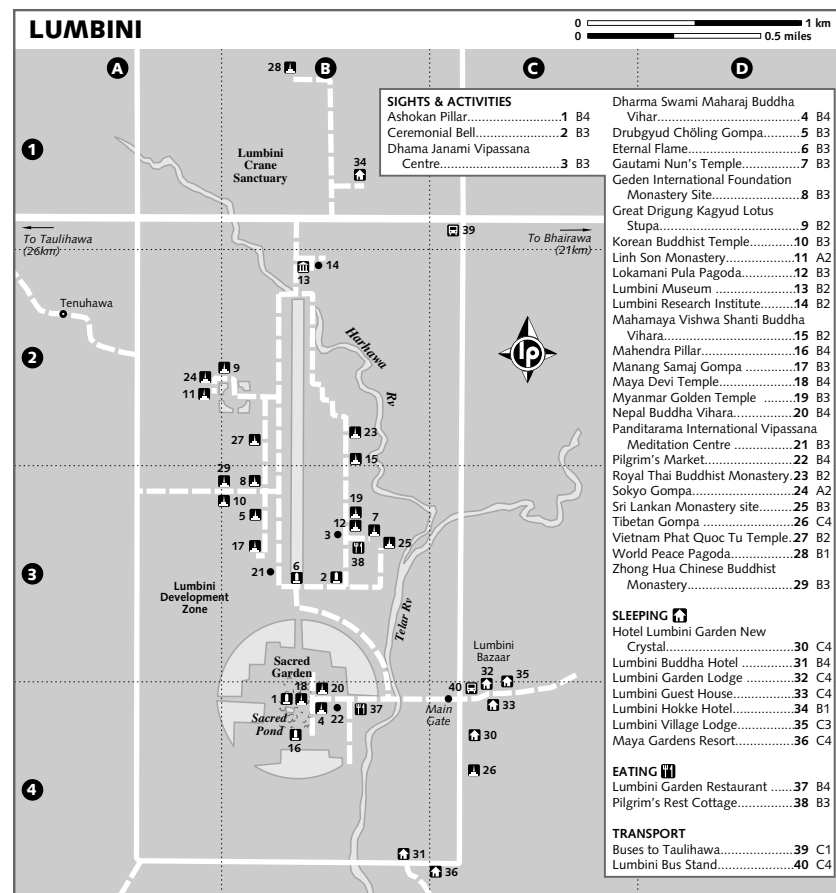 LUMBINI
0 1 km
0 0.5 miles
A B C D
1
2
3
4
28
34
Lumbini
Crane
Sanctuary
To Taulihawa
(26km)
39
To Bhairawa
(21km)
14
13
Tenuhawa
Harhawa
Rv
lp
9
24
11
27
23
15
29
8
10
5
17
19
12
7
3
25
38
21
6
2
Lumbini
Development
Zone
Telar Rv
Lumbini
Bazaar
32
35
40
33
Main
Gate
Sacred
Garden
18
20
1
4
22
37
Sacred
Pond
16
30
26
31
36
SIGHTS & ACTIVITIES
Ashokan Pillar.....................1 B4
Ceremonial Bell...................2 B3
Dhama Janami Vipassana
Centre............................3 B3
Dharma Swami Maharaj Buddha
Vihar..............................4 B4
Drubgyud Chöling Gompa.......5 B3
Eternal Flame.......................6 B3
Gautami Nun's Temple...........7 B3
Geden International Foundation
Monastery Site..................8 B3
Great Drigung Kagyud Lotus
Stupa..............................9 B2
Korean Buddhist Temple........10 B3
Linh Son Monastery..............11 A2
Lokamani Pula Pagoda..........12 B3
Lumbini Museum .................13 B2
Lumbini Research Institute......14 B2
Mahamaya Vishwa Shanti Buddha
Vihara............................15 B2
Mahendra Pillar...................16 B4
Manang Samaj Gompa .........17 B3
Maya Devi Temple...............18 B4
Myanmar Golden Temple ......19 B3
Nepal Buddha Vihara............20 B4
Panditarama International Vipassana
Meditation Centre ............21 B3
Pilgrim's Market..................22 B4
Royal Thai Buddhist Monastery.23 B2
Sokyo Gompa.....................24 A2
Sri Lankan Monastery site......25 B3
Tibetan Gompa ..................26 C4
Vietnam Phat Quoc Tu Temple.27 B2
World Peace Pagoda............28 B1
Zhong Hua Chinese Buddhist
Monastery......................29 B3
SLEEPING
Hotel Lumbini Garden New
Crystal..........................30 C4
Lumbini Buddha Hotel .........31 B4
Lumbini Garden Lodge ........32 C4
Lumbini Guest House...........33 C4
Lumbini Hokke Hotel...........34 B1
Lumbini Village Lodge..........35 C3
Maya Gardens Resort...........36 C4
EATING
Lumbini Garden Restaurant ......37 B4
Pilgrim's Rest Cottage...........38 B3
TRANSPORT
Buses to Taulihawa..............39 C1
Lumbini Bus Stand..............40 C4